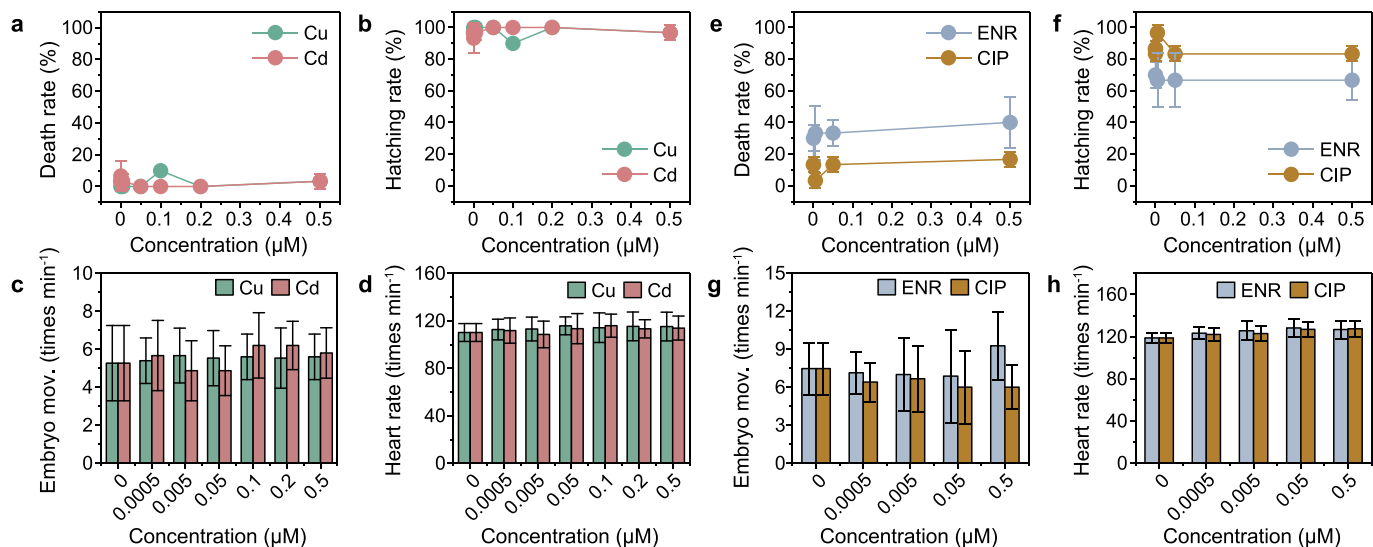 a
Death rate (%)
100
80
60
40
20
0
Cu
Cd
0 0.1 0.2 0.3 0.4 0.5
Concentration (µM)
b
Hatching rate (%)
100
80
60
40
20
0
Cu
Cd
0 0.1 0.2 0.3 0.4 0.5
Concentration (µM)
e
Death rate (%)
100
80
60
40
20
0
ENR
CIP
0 0.1 0.2 0.3 0.4 0.5
Concentration (µM)
f
Hatching rate (%)
100
80
60
40
20
0
ENR
CIP
0 0.1 0.2 0.3 0.4 0.5
Concentration (µM)
c
Embryo mov. (times min⁻¹)
10
8
6
4
2
0
Cu Cd
0 0.0005 0.005 0.05 0.1 0.2 0.5
Concentration (µM)
d
Heart rate (times min⁻¹)
160
120
80
40
0
Cu Cd
0 0.0005 0.005 0.05 0.1 0.2 0.5
Concentration (µM)
g
Embryo mov. (times min⁻¹)
15
12
9
6
3
0
ENR CIP
0 0.0005 0.005 0.05 0.5
Concentration (µM)
h
Heart rate (times min⁻¹)
160
120
80
40
0
ENR CIP
0 0.0005 0.005 0.05 0.5
Concentration (µM)